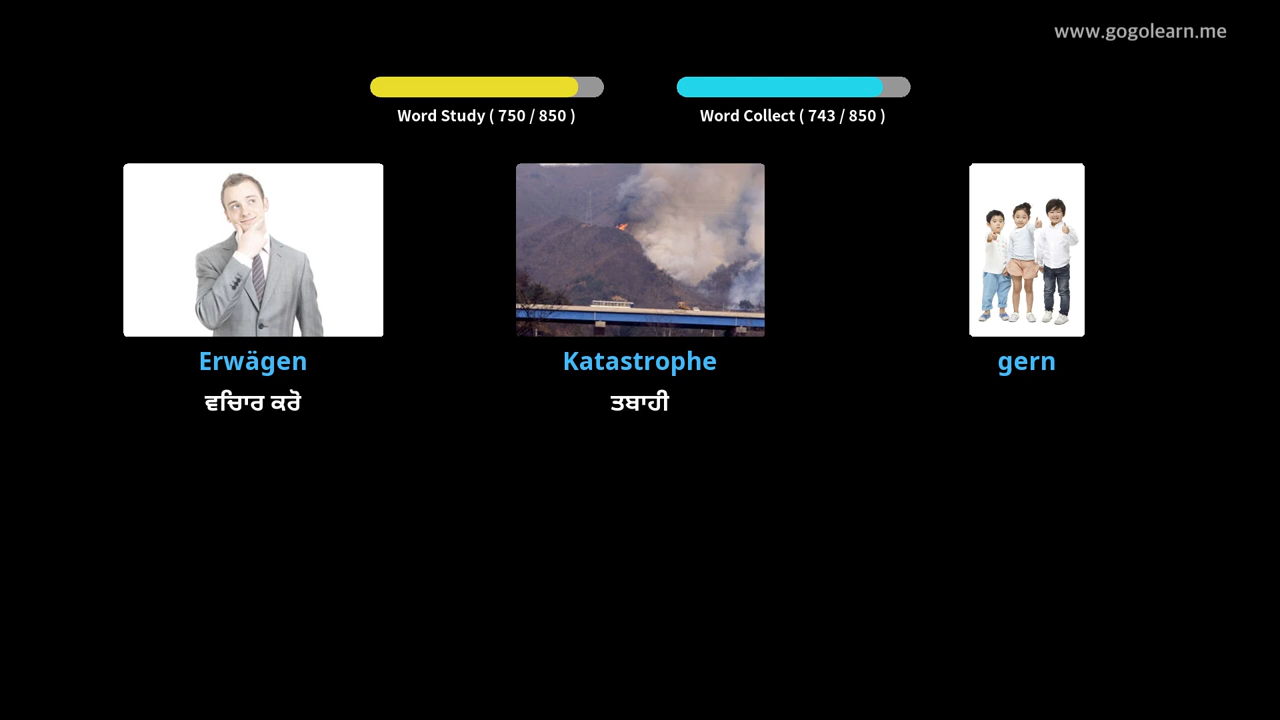 www.gogolearn.me
Word Study ( 750 / 850 )
Word Collect ( 743 / 850 )
Erwägen
ਵਿਚਾਰ ਕਰੋ
Katastrophe
ਤਬਾਹੀ
gern